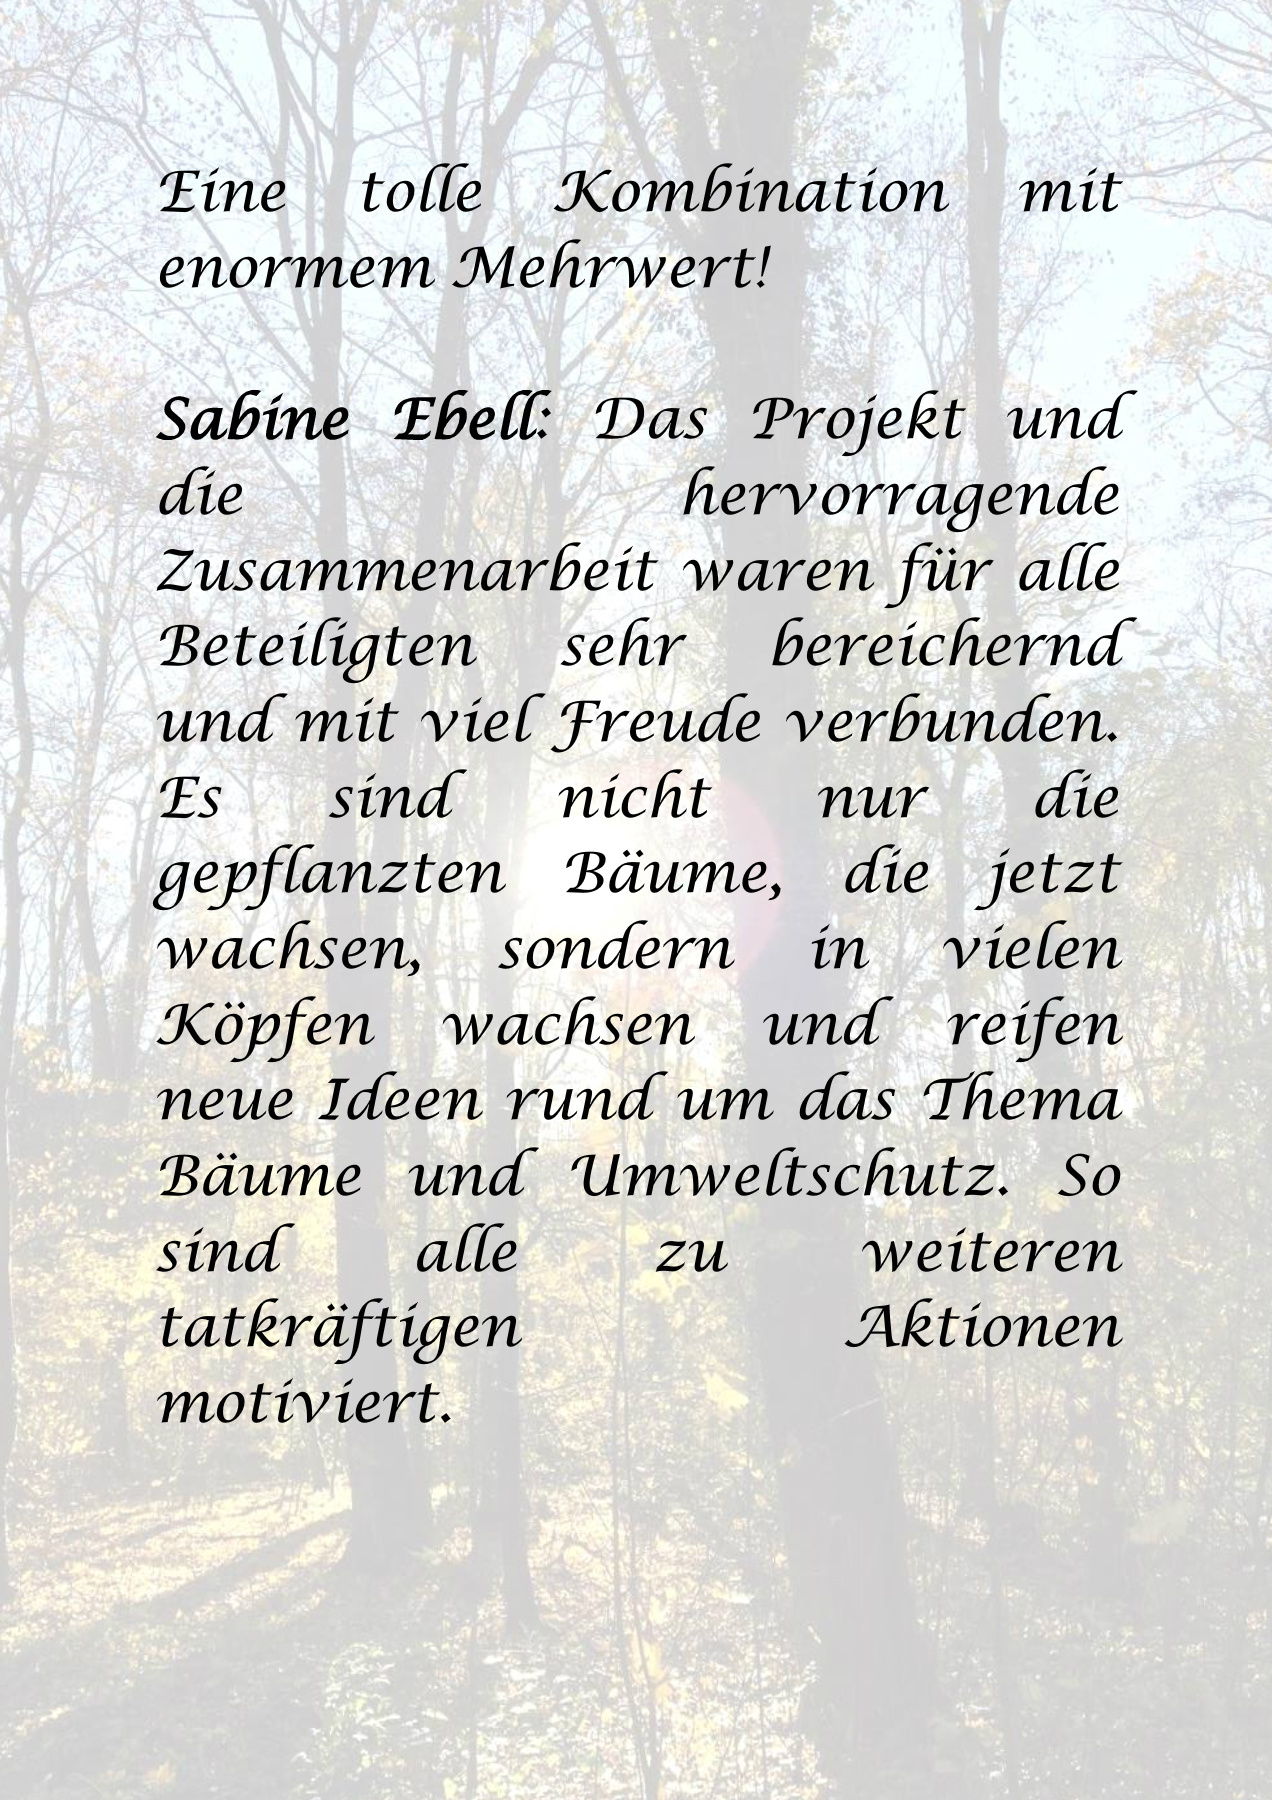 Eine tolle Kombination mit
enormem Mehrwert!
Sabine Ebell: Das Projekt und
die hervorragende
Zusammenarbeit waren für alle
Beteiligten sehr bereichernd
und mit viel Freude verbunden.
Es sind nicht nur die
gepflanzten Bäume, die jetzt
wachsen, sondern in vielen
Köpfen wachsen und reifen
neue Ideen rund um das Thema
Bäume und Umweltschutz. So
sind alle zu weiteren
tatkräftigen Aktionen
motiviert.